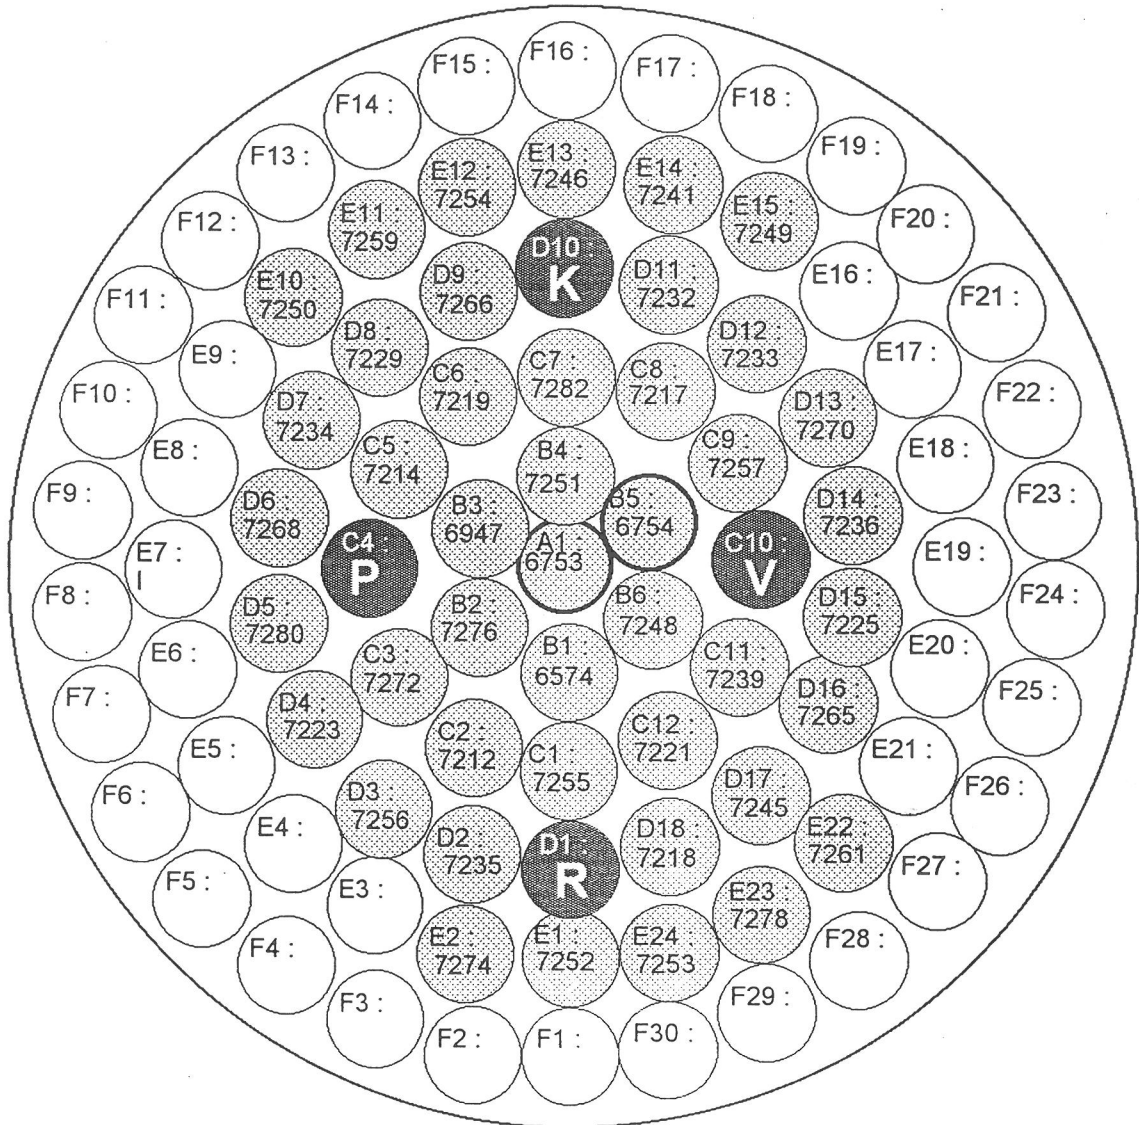 F16 :
F15 :
F17 :
F14 :
F18 :
F13 :
E13 :
7246
F19 :
E12 :
7254
E14 :
7241
F12 :
E11 :
7259
E15 :
7249
F20 :
D10 :
K
E10 :
7250
D9 :
7266
D11 :
7232
E16 :
F11 :
F21 :
D8 :
7229
D12 :
7233
E9 :
E17 :
C7 :
7282
C6 :
7219
C8 :
7217
F10 :
F22 :
D7 :
7234
D13 :
7270
E8 :
C5 :
7214
B4 :
7251
C9 :
7257
E18 :
F9 :
D6 :
7268
B3 :
6947
B5 :
6754
D14 :
7236
F23 :
E7 :
I
C4 :
P
A1 :
6753
C10 :
V
E19 :
F8 :
D5 :
7280
B2 :
7276
B6 :
7248
D15 :
7225
F24 :
E6 :
C3 :
7272
B1 :
6574
C11 :
7239
E20 :
F7 :
D4 :
7223
D16 :
7265
F25 :
C2 :
7212
C1 :
7255
C12 :
7221
E5 :
E21 :
F6 :
D3 :
7256
D17 :
7245
F26 :
E4 :
D2 :
7235
D1 :
R
D18 :
7218
E22 :
7261
F5 :
E3 :
E23 :
7278
F27 :
F4 :
E2 :
7274
E1 :
7252
E24 :
7253
F28 :
F3 :
F29 :
F2 :
F1 :
F30 :